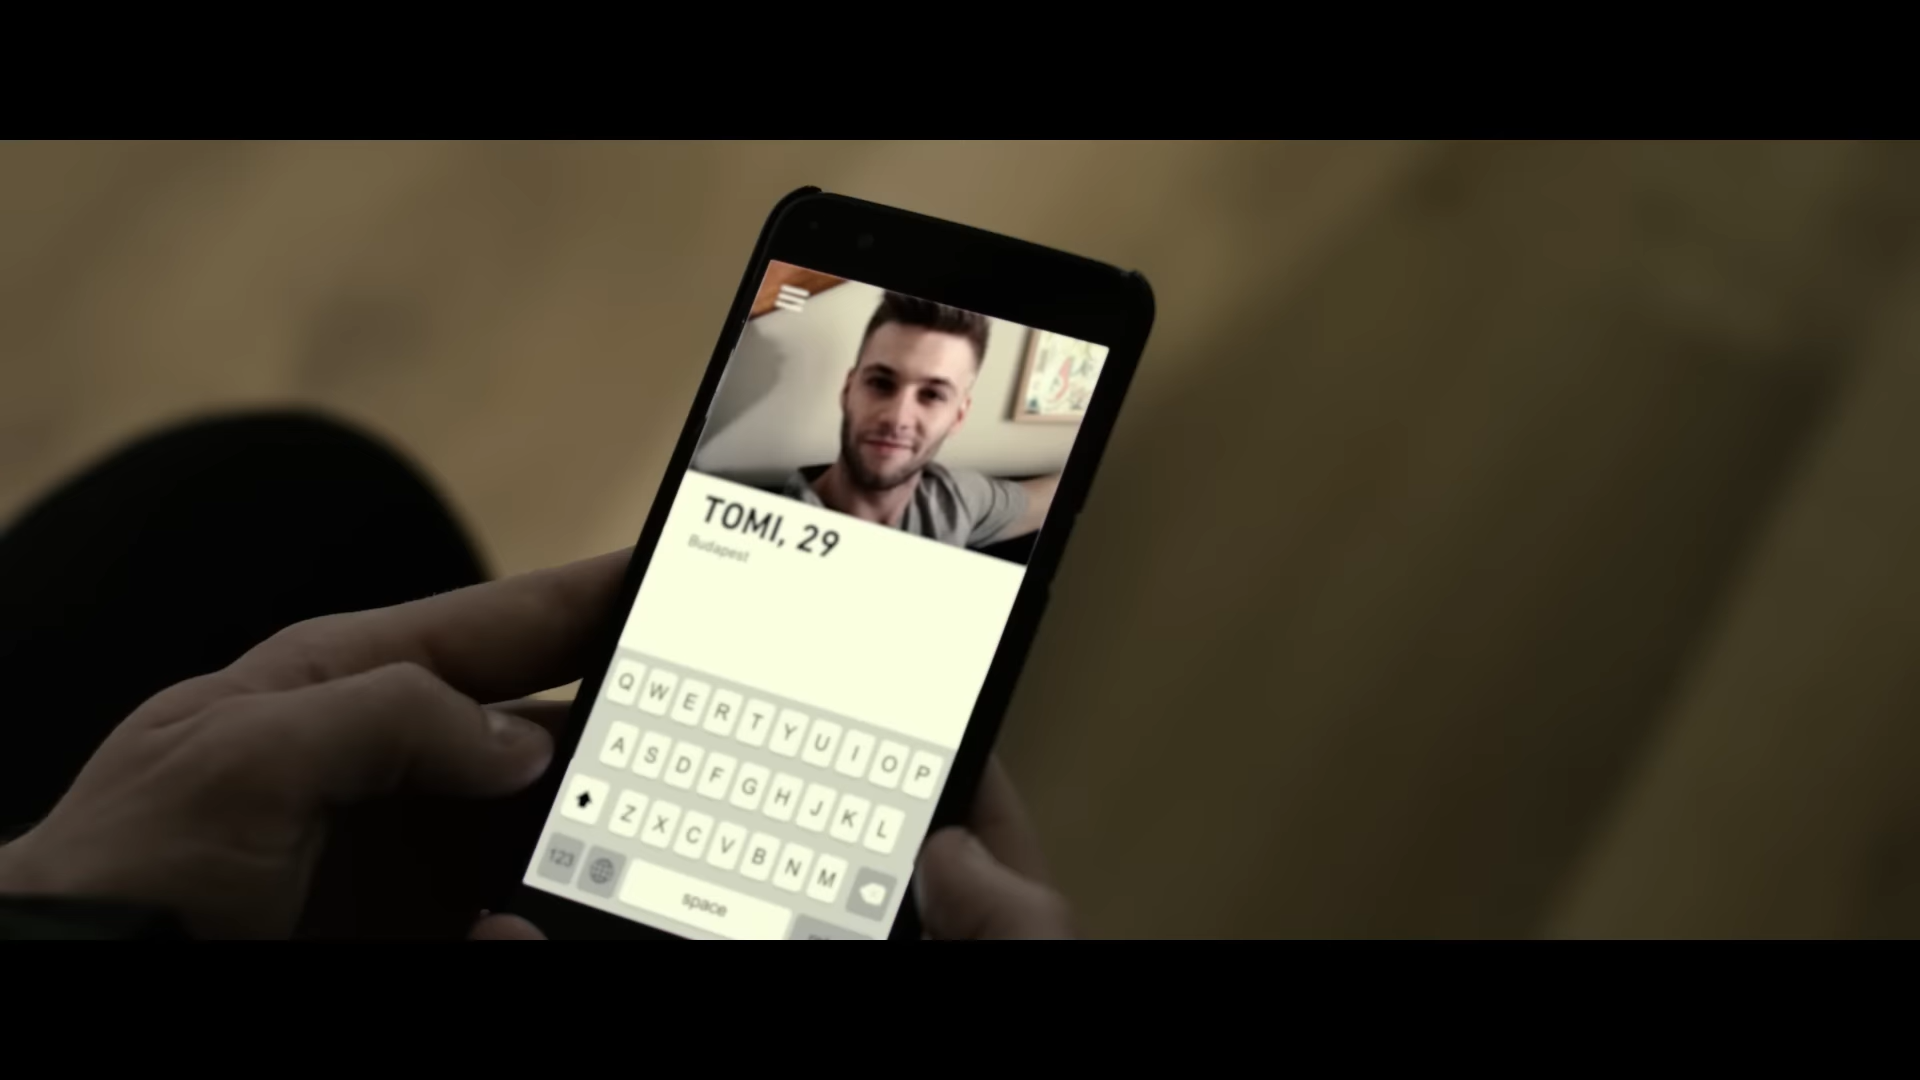 TOMI, 29
Budapest
Q W E R T Y U I O P
A S D F G H J K L
Z X C V B N M
123
space